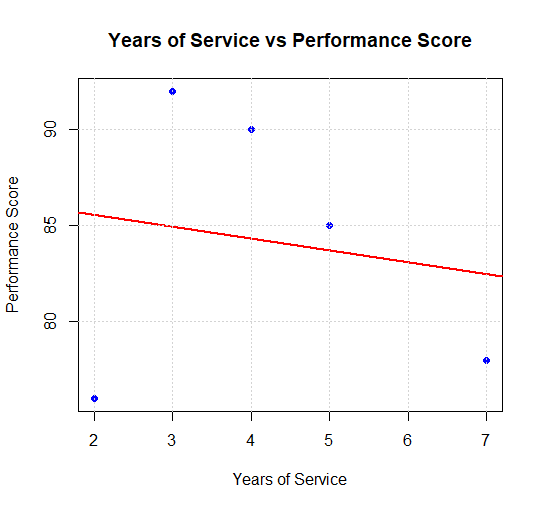 Years of Service vs Performance Score
Performance Score
90
85
80
2 3 4 5 6 7
Years of Service